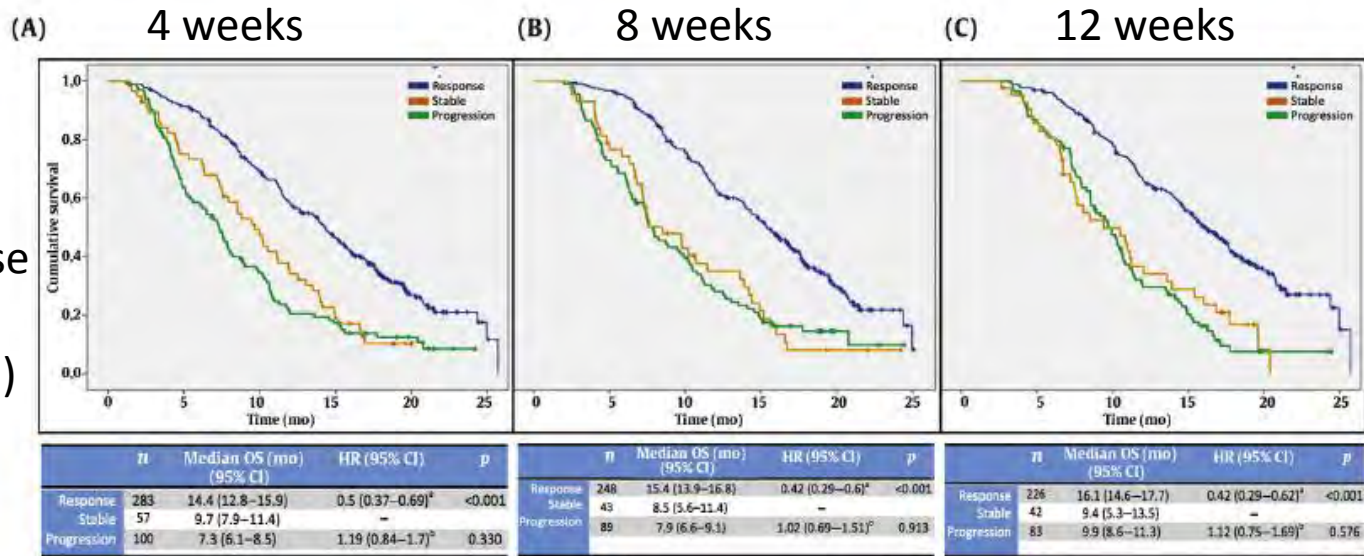 (A) 4 weeks
(B) 8 weeks
(C) 12 weeks
se
)
Cumulative survival
1.0
0.8
0.6
0.4
0.2
0.0
Response
Stable
Progression
0 5 10 15 20 25
Time (mo)
Response
Stable
Progression
0 5 10 15 20 25
Time (mo)
Response
Stable
Progression
0 5 10 15 20 25
Time (mo)
n Median OS (mo) (95% CI) HR (95% CI) p
Response 283 14.4 (12.8–15.9) 0.5 (0.37–0.69)ª <0.001
Stable 57 9.7 (7.9–11.4) –
Progression 100 7.3 (6.1–8.5) 1.19 (0.84–1.7) 0.330
n Median OS (mo) (95% CI) HR (95% CI) p
Response 248 15.4 (13.9–16.8) 0.42 (0.29–0.6)ª <0.001
Stable 43 8.5 (5.6–11.4) –
Progression 89 7.9 (6.6–9.1) 1.02 (0.69–1.51) 0.913
n Median OS (mo) (95% CI) HR (95% CI) p
Response 226 16.1 (14.6–17.7) 0.42 (0.29–0.62)ª <0.001
Stable 42 9.4 (5.3–13.5) –
Progression 83 9.9 (8.6–11.3) 1.12 (0.75–1.69) 0.576